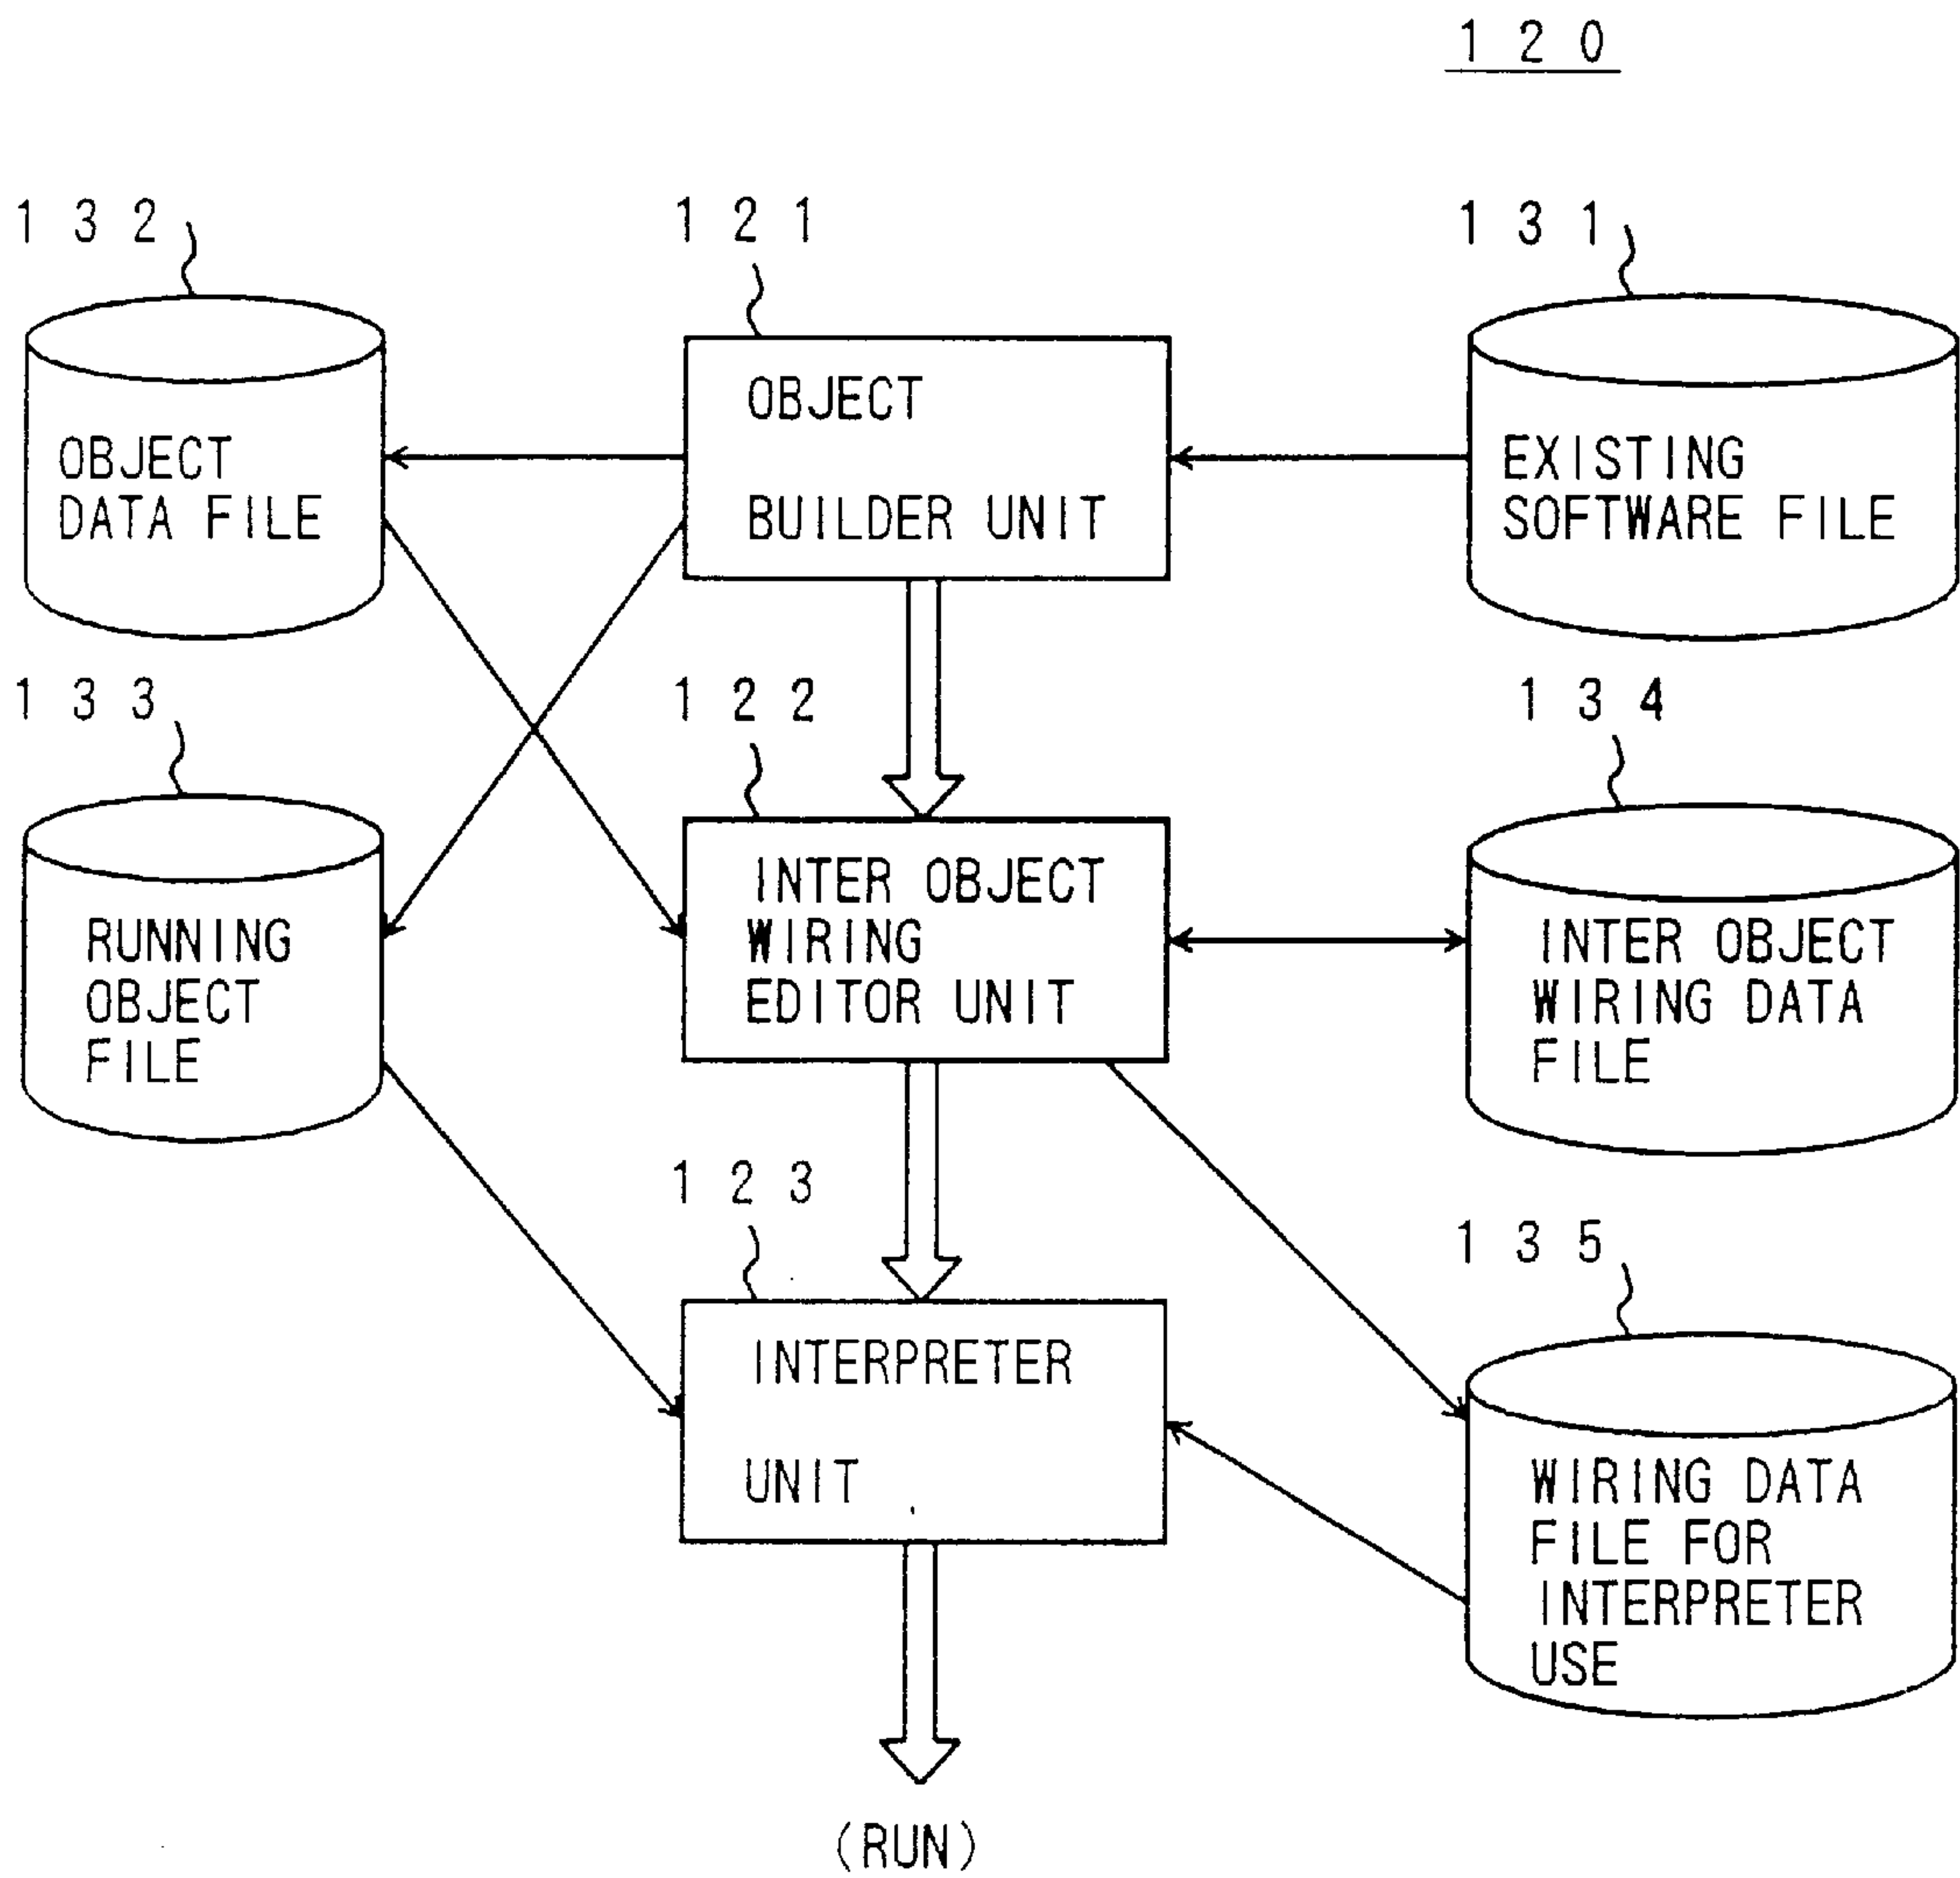 120
132
121
131
OBJECT
DATA FILE
OBJECT
BUILDER UNIT
EXISTING
SOFTWARE FILE
133
122
134
RUNNING
OBJECT
FILE
INTER OBJECT
WIRING
EDITOR UNIT
INTER OBJECT
WIRING DATA
FILE
123
135
INTERPRETER
UNIT
WIRING DATA
FILE FOR
INTERPRETER
USE
(RUN)